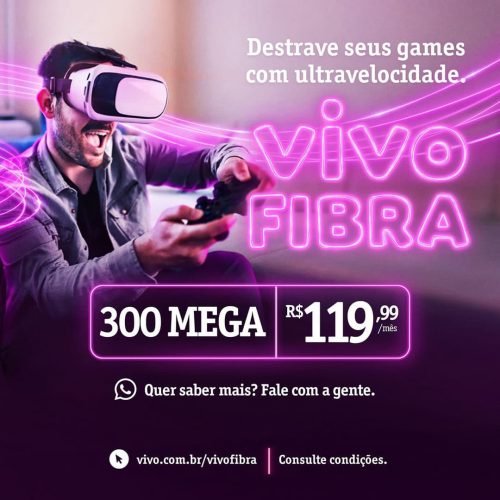 Destrave seus games
com ultravelocidade.
vivo
FIBRA
300 MEGA
R$119,99
/mês
Quer saber mais? Fale com a gente.
vivo.com.br/vivofibra | Consulte condições.